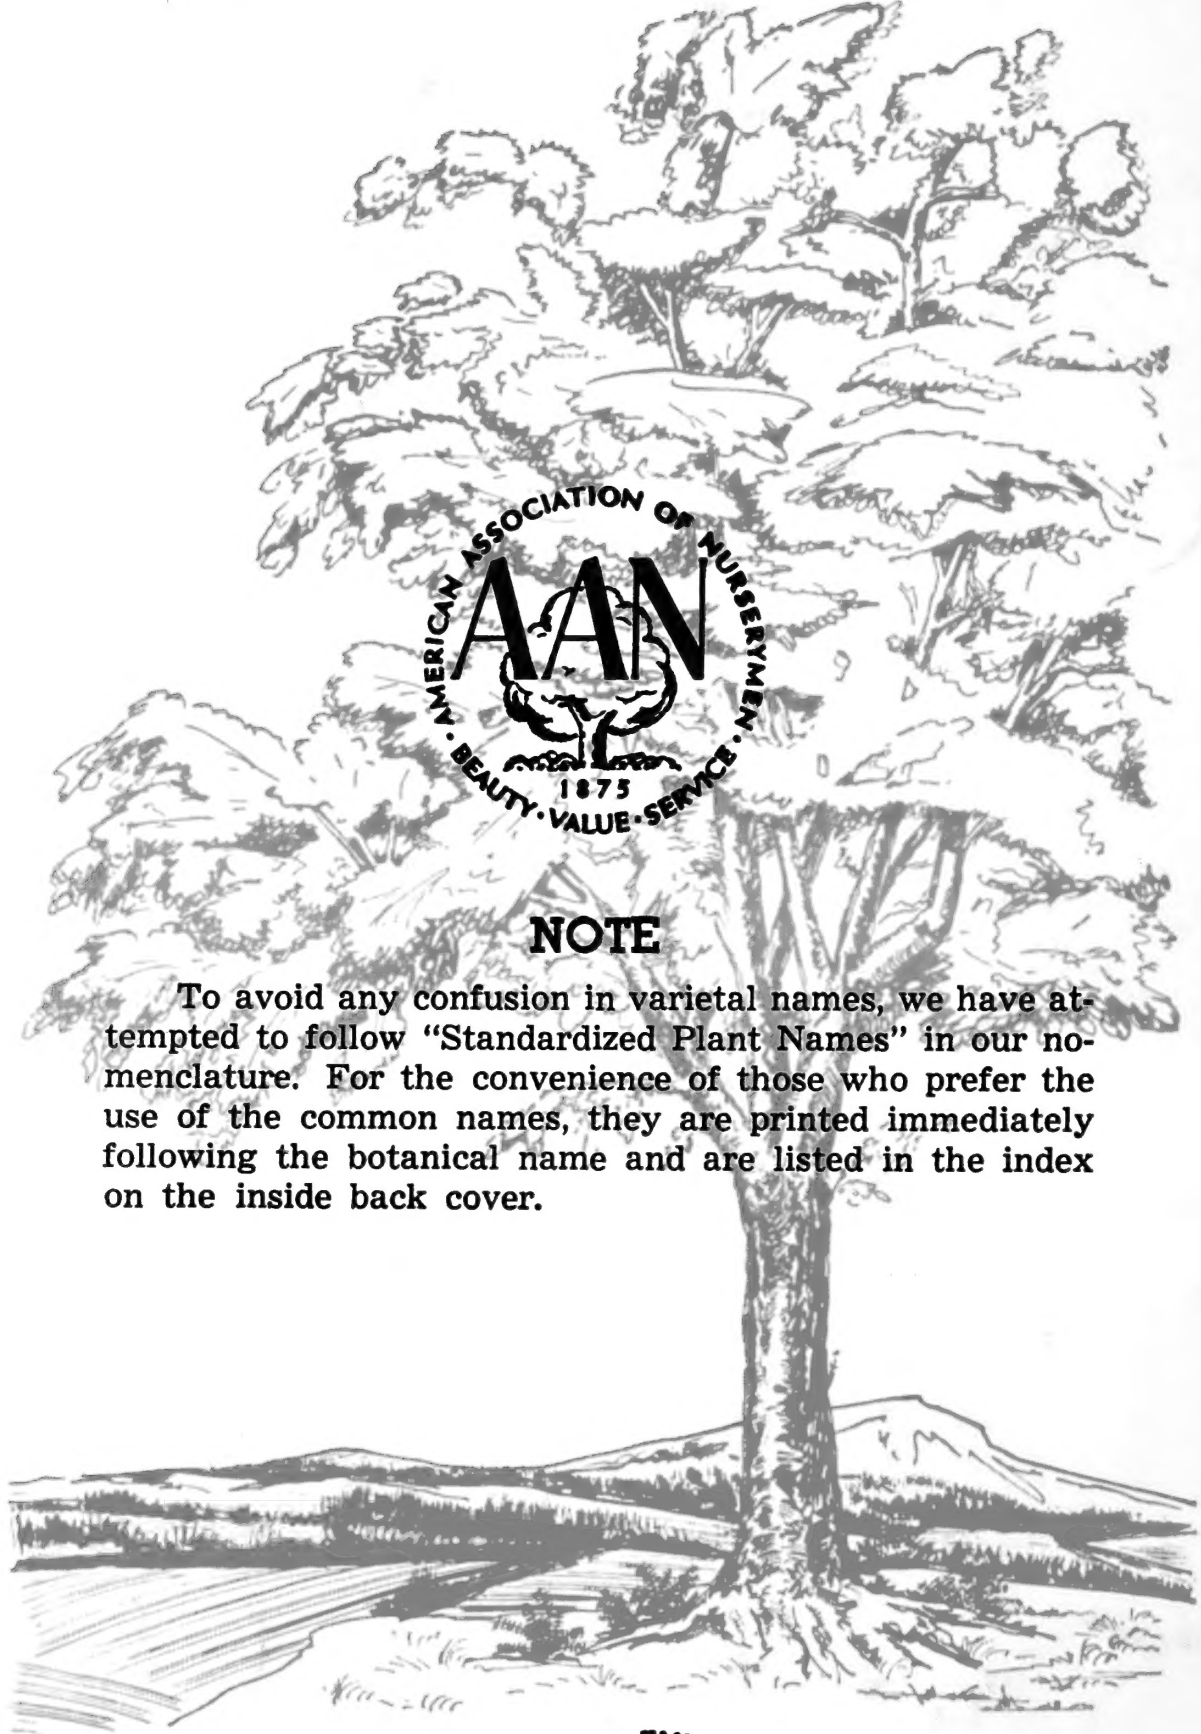 AMERICAN ASSOCIATION OF NURSERYMEN
AAN
1875
BEAUTY · VALUE · SERVICE
NOTE
To avoid any confusion in varietal names, we have at-
tempted to follow “Standardized Plant Names” in our no-
menclature. For the convenience of those who prefer the
use of the common names, they are printed immediately
following the botanical name and are listed in the index
on the inside back cover.